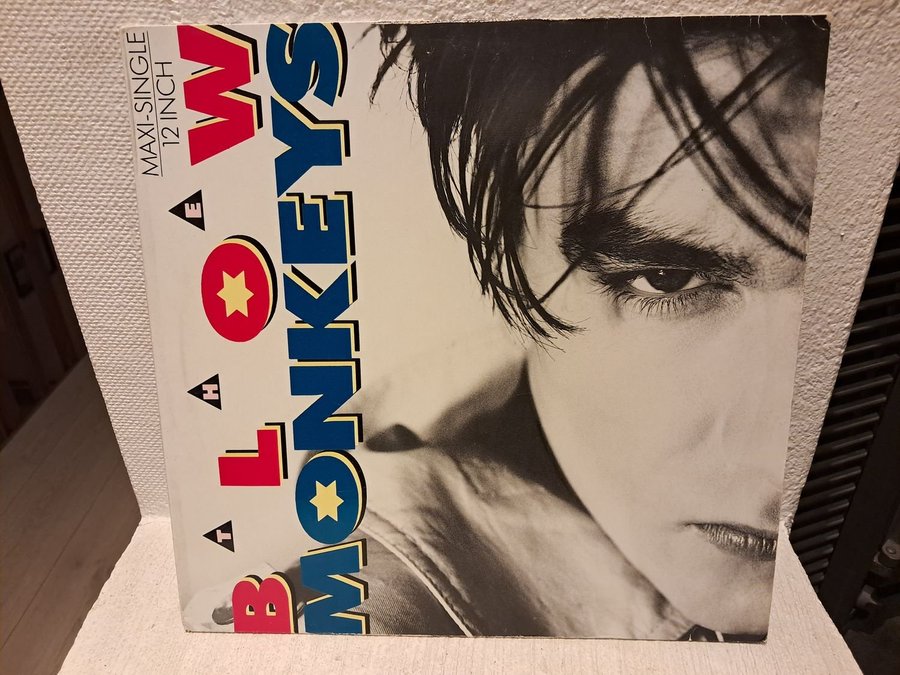 MAXI-SINGLE
12 INCH
THE
BLOW
MONKEYS